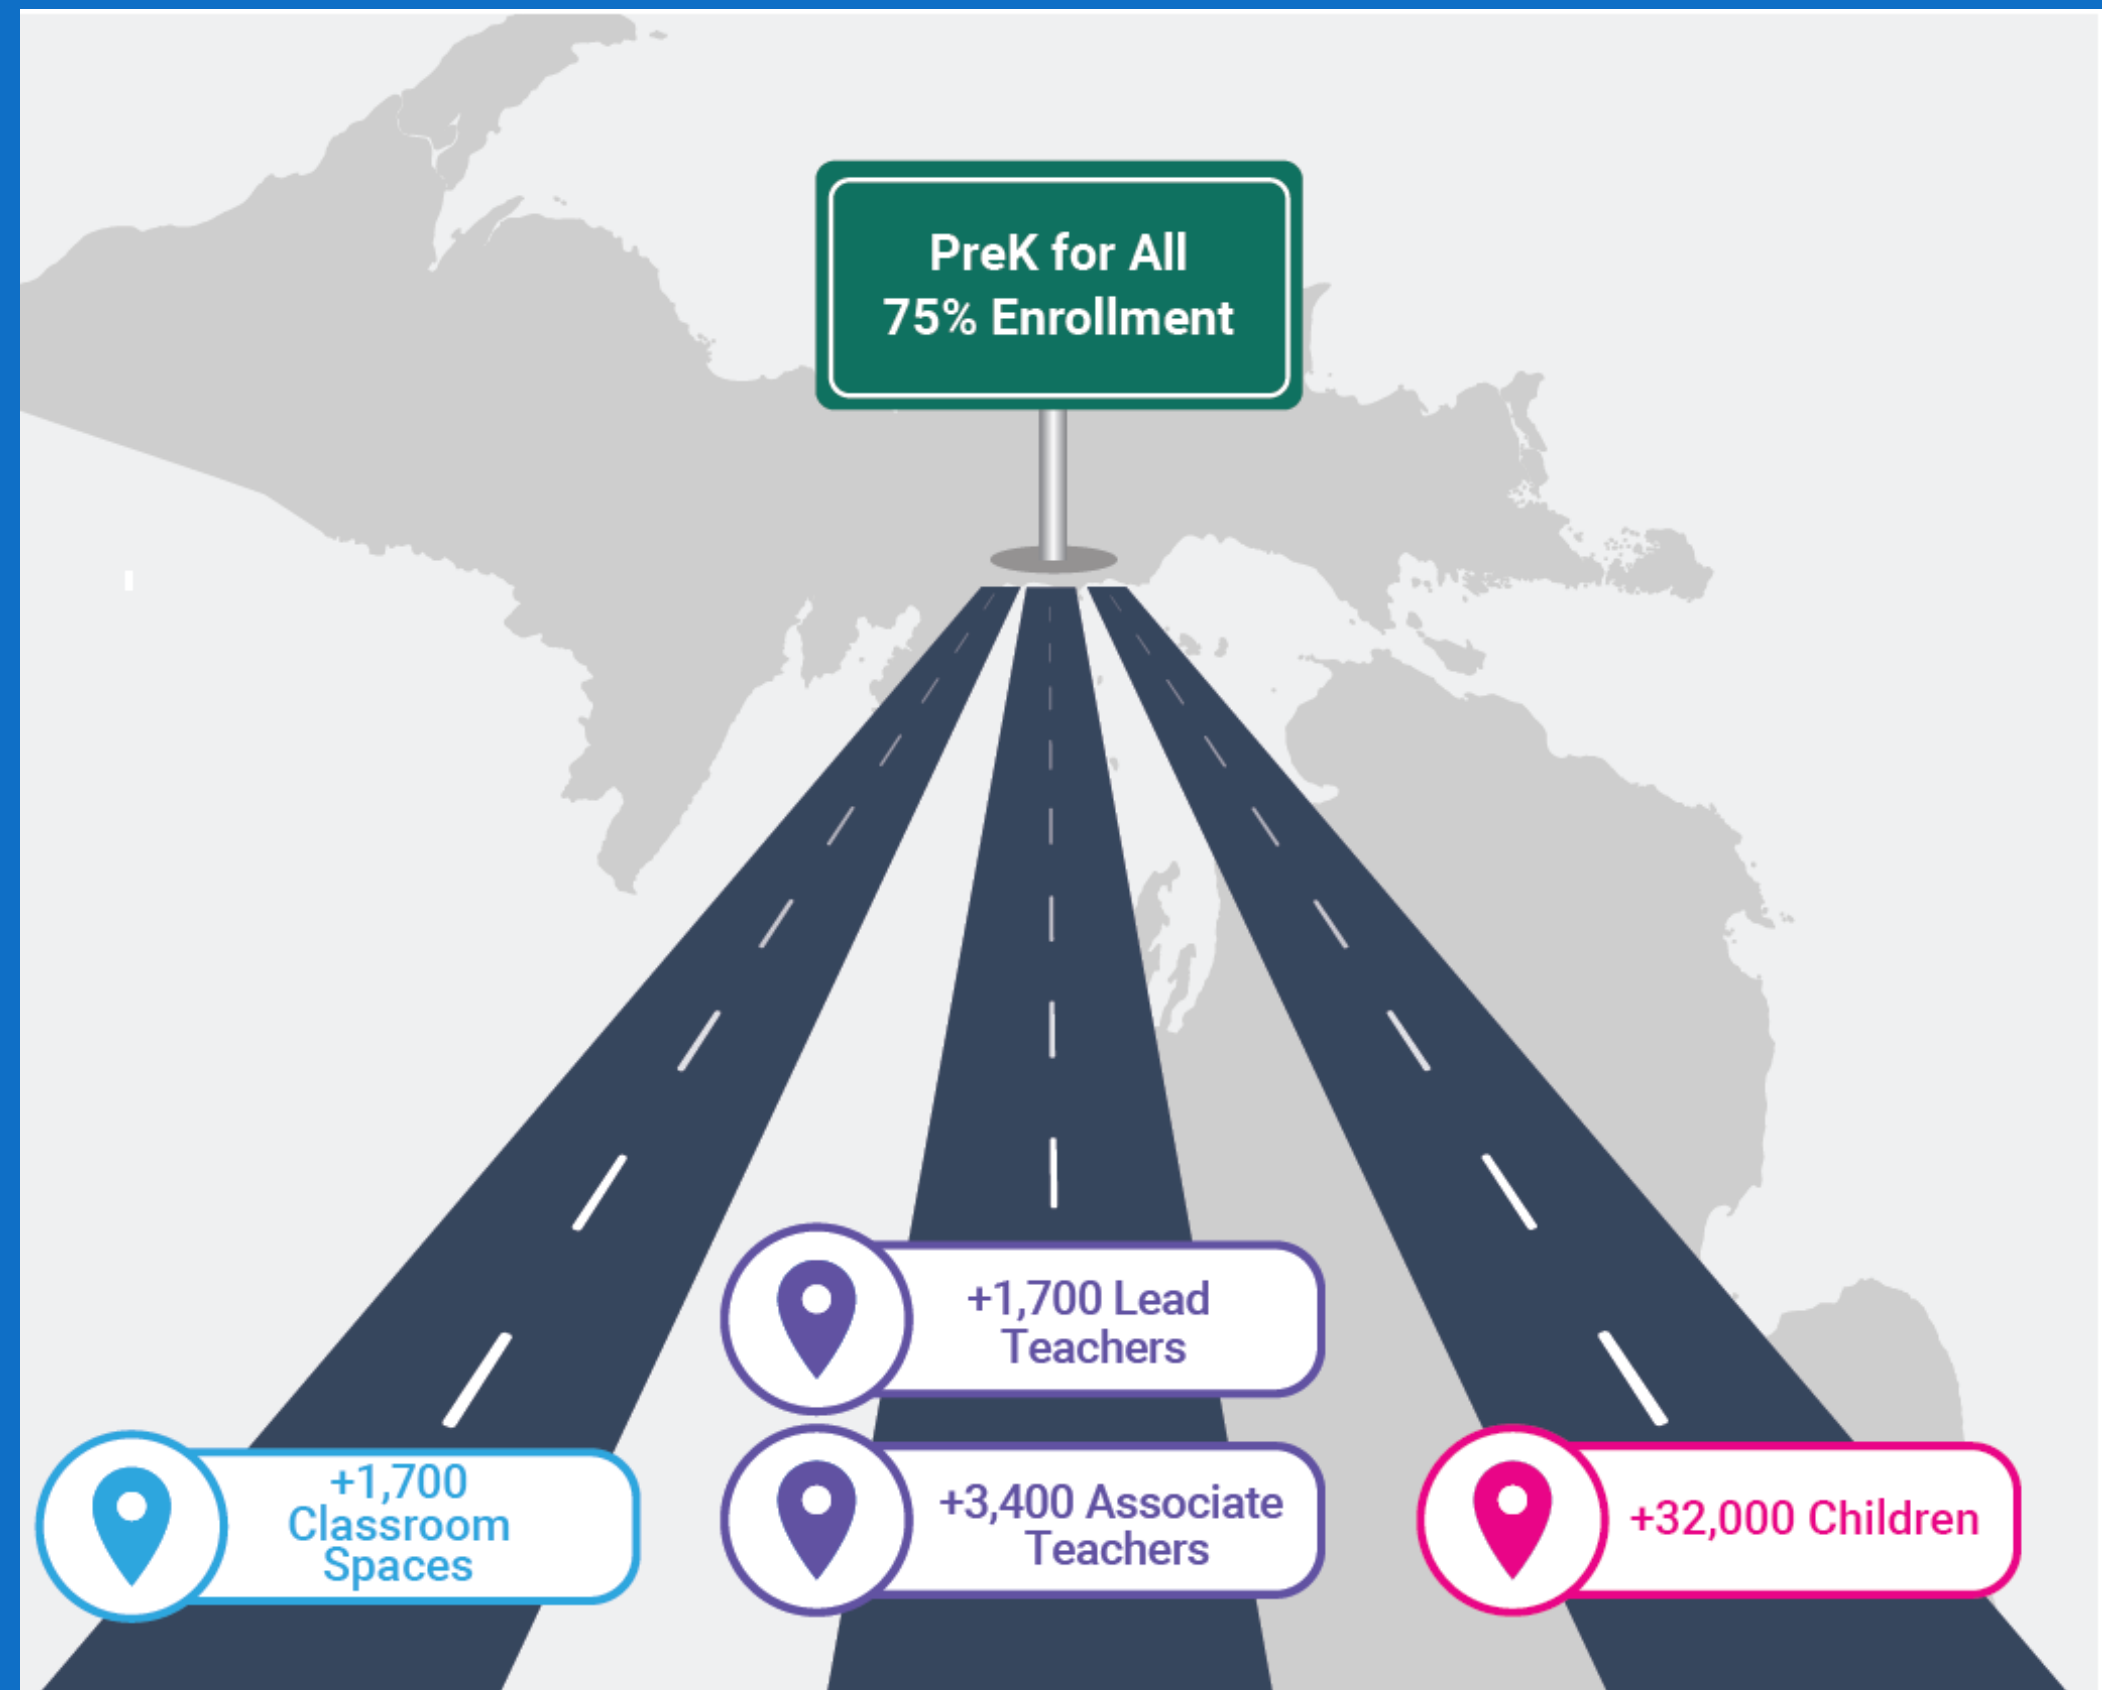 PreK for All
75% Enrollment
+1,700 Lead
Teachers
+1,700
Classroom
Spaces
+3,400 Associate
Teachers
+32,000 Children